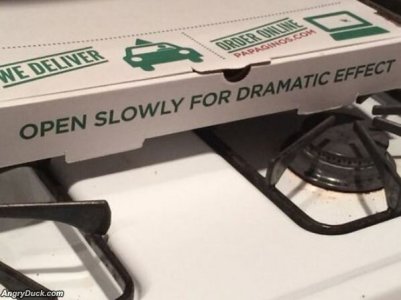 WE DELIVER
ORDER ONLINE
PAPAGINOS.COM
OPEN SLOWLY FOR DRAMATIC EFFECT
AngryDuck.com